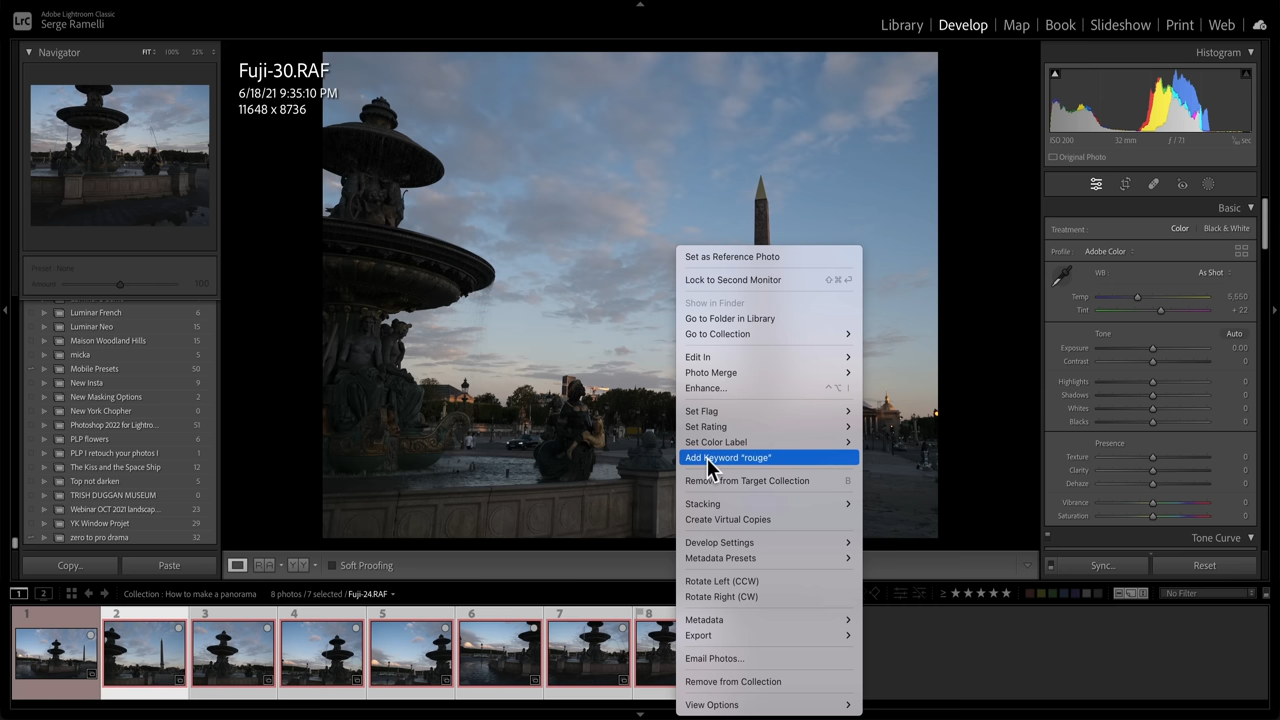 Adobe Lightroom Classic
LrC
Serge Ramelli
Library | Develop | Map | Book | Slideshow | Print | Web
Navigator FIT 100% 25%
Fuji-30.RAF
6/18/21 9:35:10 PM
11648 x 8736
Histogram
ISO 200 32 mm
Original Photo
Basic
Treatment: Color Black & White
Profile: Adobe Color
WB: As Shot
Temp 5,550
Tint + 22
Tone Auto
Exposure 0.00
Contrast 0
Highlights 0
Shadows 0
Whites 0
Blacks 0
Presence
Texture 0
Clarity 0
Dehaze 0
Vibrance 0
Saturation 0
Tone Curve
Sync... Reset
Preset: None
Amount 100
Luminar French 6
Luminar Neo 15
Maison Woodland Hills 15
micka 5
Mobile Presets 50
New Insta 9
New Masking Options 2
New York Chopher 0
Photoshop 2022 for Lightro... 51
PLP flowers 6
PLP I retouch your photos ! 1
The Kiss and the Space Ship 12
Top not darken 5
TRISH DUGGAN MUSEUM 0
Webinar OCT 2021 landscap... 23
YK Window Projet 29
zero to pro drama 32
Copy... Paste
Set as Reference Photo
Lock to Second Monitor ⇧⌘↩
Show in Finder
Go to Folder in Library
Go to Collection
Edit In
Photo Merge
Enhance... ^⌥ I
Set Flag
Set Rating
Set Color Label
Add Keyword "rouge"
Remove from Target Collection B
Stacking
Create Virtual Copies
Develop Settings
Metadata Presets
Rotate Left (CCW)
Rotate Right (CW)
Metadata
Export
Email Photos...
Remove from Collection
View Options
RA YY Soft Proofing
1 2 Collection : How to make a panorama 8 photos / 7 selected / Fuji-24.RAF
≥ ★★★★★ No Filter
1 2 3 4 5 6 7 8